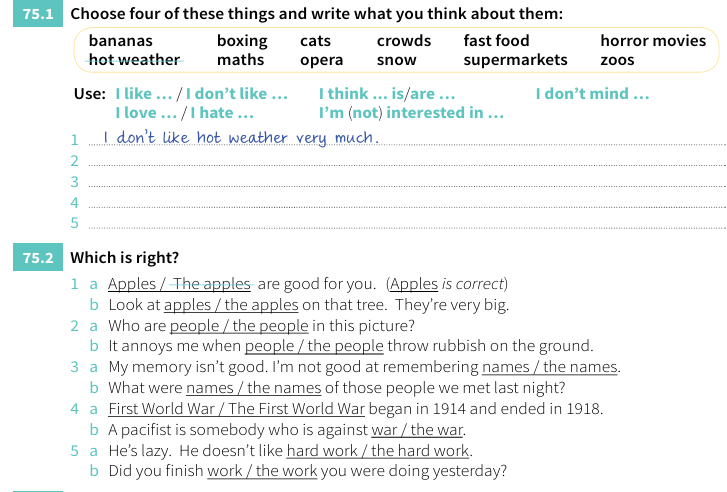 75.1 Choose four of these things and write what you think about them:
bananas boxing cats crowds fast food horror movies
hot weather maths opera snow supermarkets zoos
Use: I like … / I don't like … I think … is/are … I don't mind …
I love … / I hate … I'm (not) interested in …
1 I don't like hot weather very much.
2
3
4
5
75.2 Which is right?
1 a Apples / The apples are good for you. (Apples is correct)
b Look at apples / the apples on that tree. They're very big.
2 a Who are people / the people in this picture?
b It annoys me when people / the people throw rubbish on the ground.
3 a My memory isn't good. I'm not good at remembering names / the names.
b What were names / the names of those people we met last night?
4 a First World War / The First World War began in 1914 and ended in 1918.
b A pacifist is somebody who is against war / the war.
5 a He's lazy. He doesn't like hard work / the hard work.
b Did you finish work / the work you were doing yesterday?